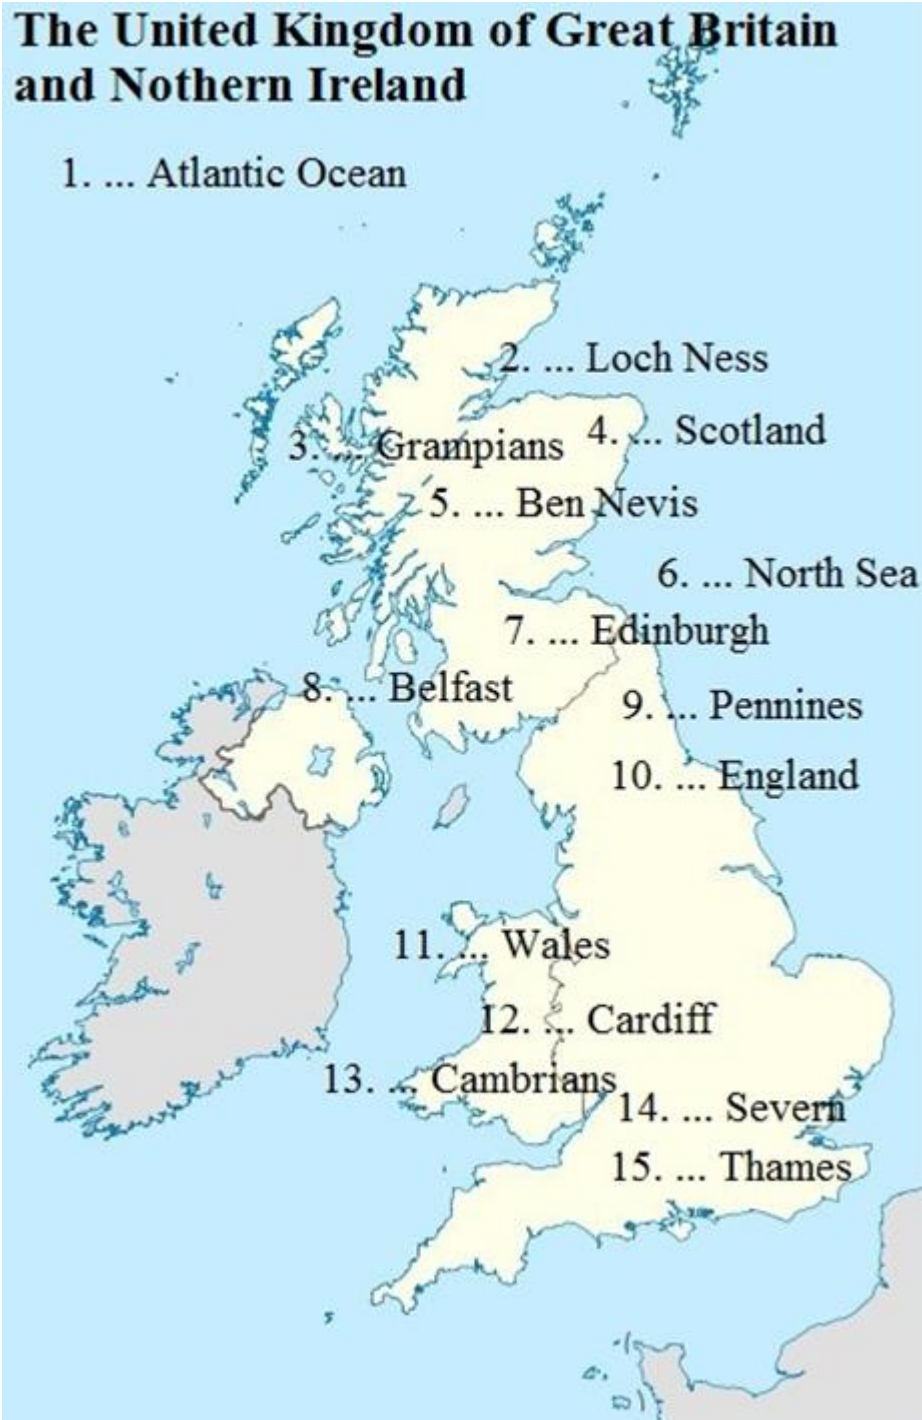 The United Kingdom of Great Britain
and Nothern Ireland
1. ... Atlantic Ocean
2. ... Loch Ness
3. ... Grampians
4. ... Scotland
5. ... Ben Nevis
6. ... North Sea
7. ... Edinburgh
8. ... Belfast
9. ... Pennines
10. ... England
11. ... Wales
12. ... Cardiff
13. ... Cambrians
14. ... Severn
15. ... Thames